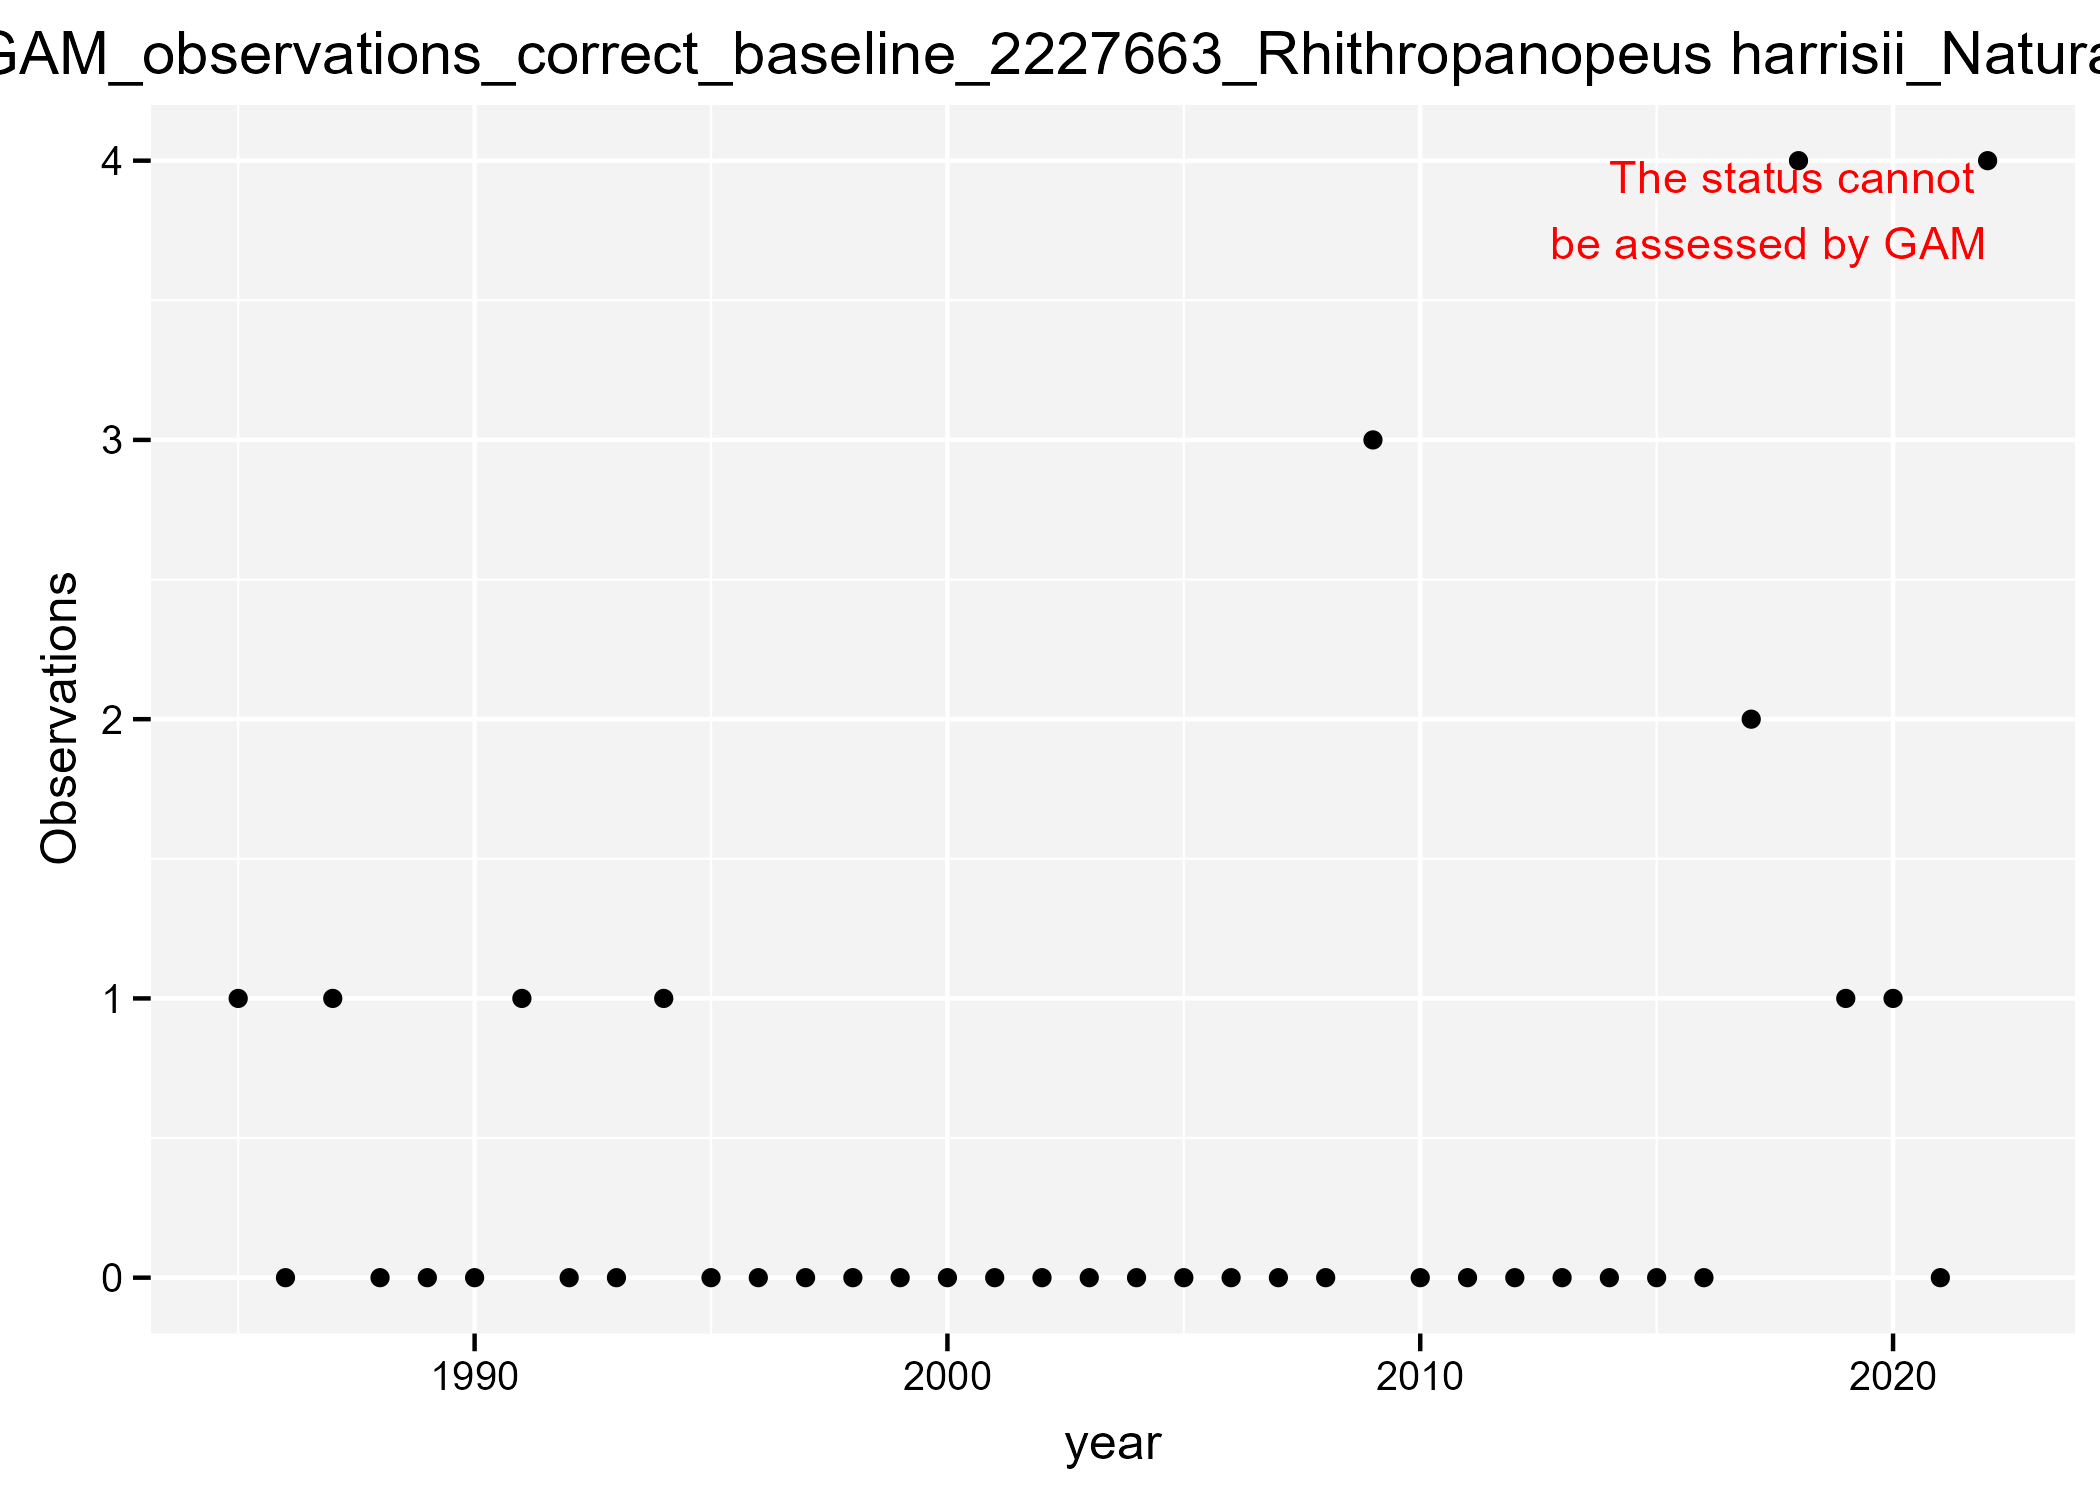 GAM_observations_correct_baseline_2227663_Rhithropanopeus harrisii_Natura
4
The status cannot
be assessed by GAM
3
2
1
0
Observations
1990 2000 2010 2020
year